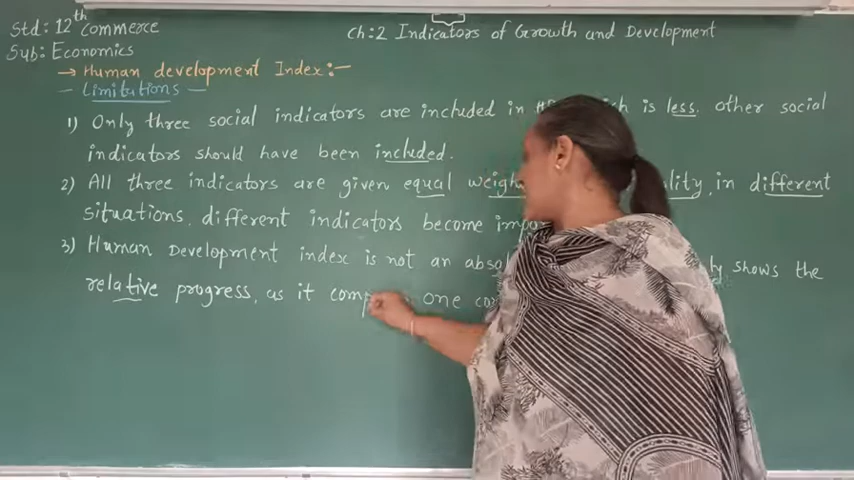 Std: 12th Commerce
Sub: Economics
Ch:2 Indicators of Growth and Development
→ Human development Index:-
- Limitations -
1) Only three social indicators are included in is less. other social
indicators should have been included.
2) All three indicators are given equal in different
situations, different indicators become
3) Human Development index is not an shows the
relative progress, as it one